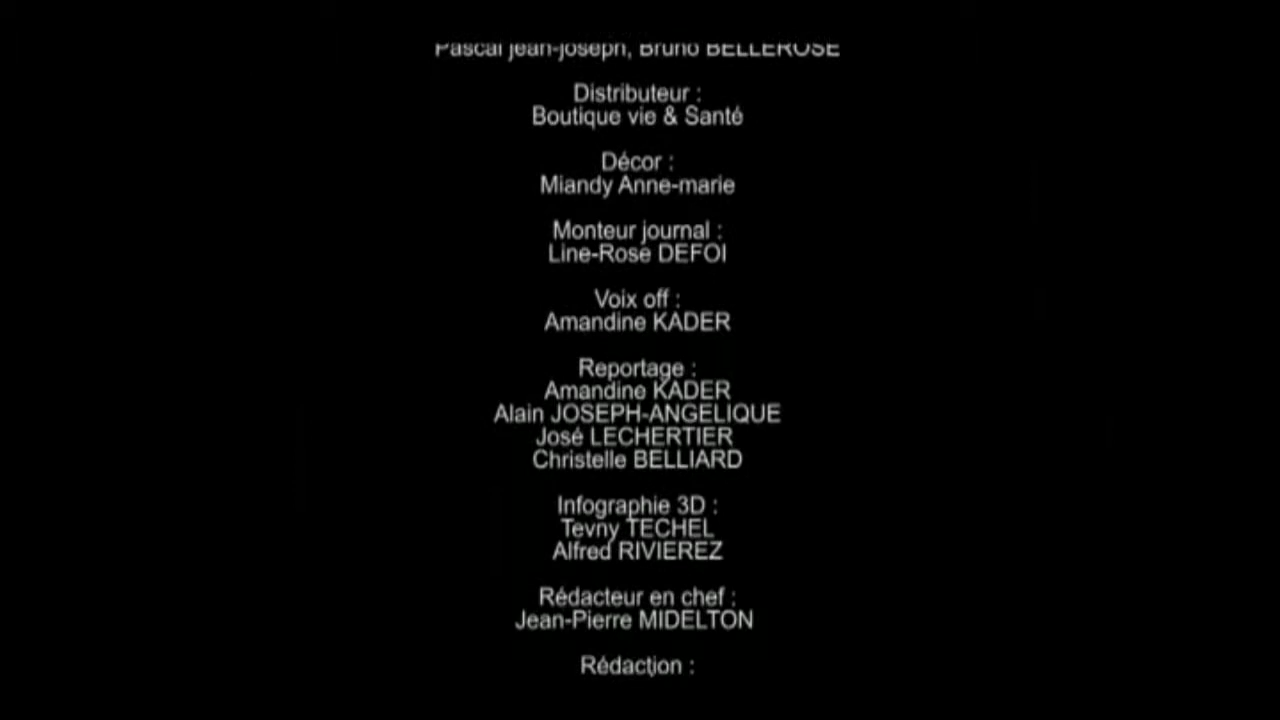 Pascal jean-joseph, Bruno BELLEROSE
Distributeur :
Boutique vie & Santé
Décor :
Miandy Anne-marie
Monteur journal :
Line-Rose DEFOI
Voix off :
Amandine KADER
Reportage :
Amandine KADER
Alain JOSEPH-ANGELIQUE
José LECHERTIER
Christelle BELLIARD
Infographie 3D :
Tevny TECHEL
Alfred RIVIEREZ
Rédacteur en chef :
Jean-Pierre MIDELTON
Rédaction :